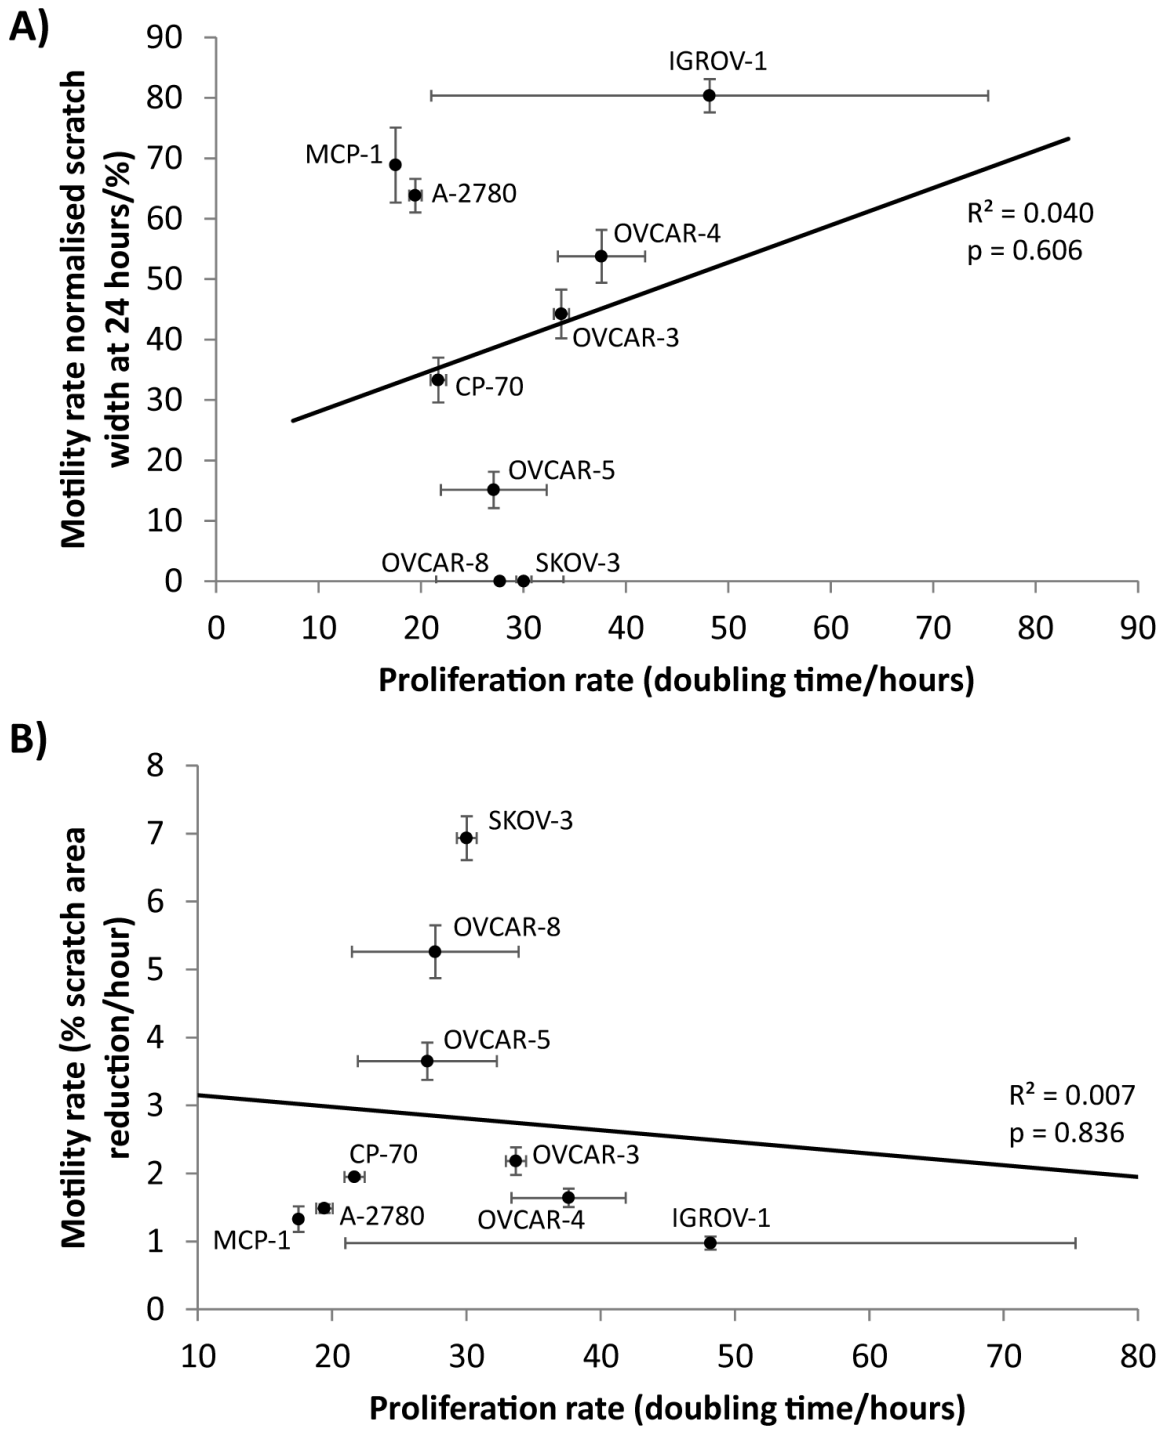 A)
Motility rate normalised scratch
width at 24 hours/%)
90
80
70
60
50
40
30
20
10
0
IGROV-1
MCP-1
A-2780
OVCAR-4
R² = 0.040
p = 0.606
OVCAR-3
CP-70
OVCAR-5
OVCAR-8
SKOV-3
0 10 20 30 40 50 60 70 80 90
Proliferation rate (doubling time/hours)
B)
Motility rate (% scratch area
reduction/hour)
8
7
6
5
4
3
2
1
0
SKOV-3
OVCAR-8
OVCAR-5
R² = 0.007
p = 0.836
CP-70
OVCAR-3
A-2780
OVCAR-4
IGROV-1
MCP-1
10 20 30 40 50 60 70 80
Proliferation rate (doubling time/hours)